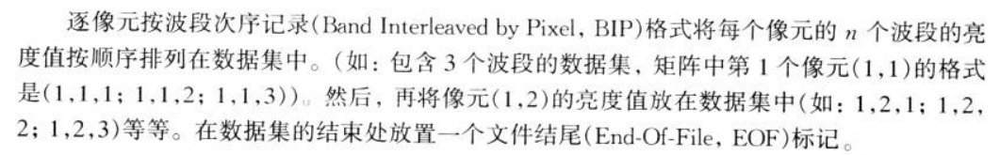 逐像元按波段次序记录(Band Interleaved by Pixel, BIP)格式将每个像元的 n 个波段的亮
度值按顺序排列在数据集中。(如：包含 3 个波段的数据集，矩阵中第 1 个像元(1,1)的格式
是(1,1,1; 1,1,2; 1,1,3))。然后，再将像元(1,2)的亮度值放在数据集中(如：1,2,1; 1,2,
2; 1,2,3)等等。在数据集的结束处放置一个文件结尾(End-Of-File, EOF)标记。